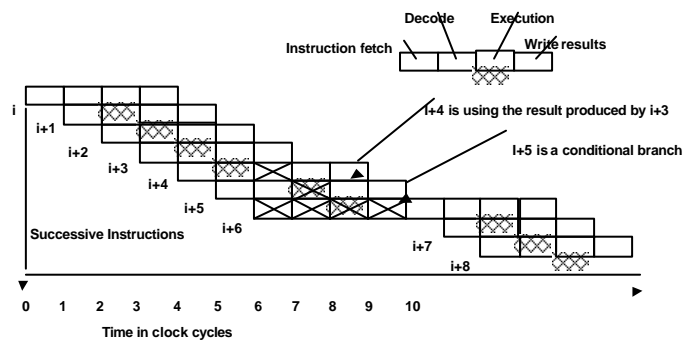 Decode
Execution
Instruction fetch
Write results
i
I+4 is using the result produced by i+3
i+1
I+5 is a conditional branch
i+2
i+3
i+4
i+5
i+6
Successive Instructions
i+7
i+8
0 1 2 3 4 5 6 7 8 9 10
Time in clock cycles